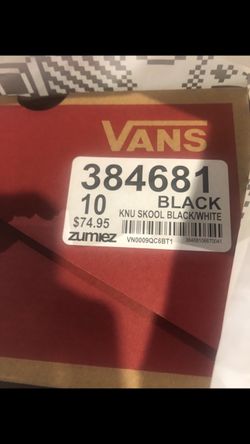 VANS
384681
10 BLACK
$74.95 KNU SKOOL BLACK/WHITE
zumiez VN0009QC6BT1